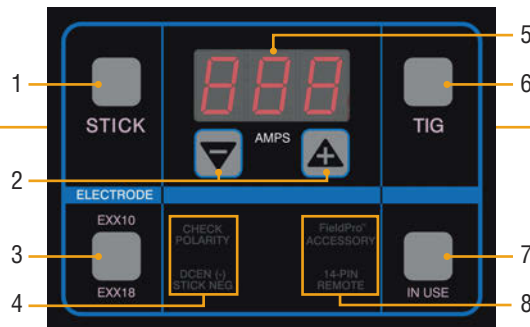 1
STICK
888
5
6
TIG
AMPS
2
ELECTRODE
EXX10
3
EXX18
4
CHECK
POLARITY
DCEN (-)
STICK NEG
FieldPro™
ACCESSORY
14-PIN
REMOTE
7
IN USE
8